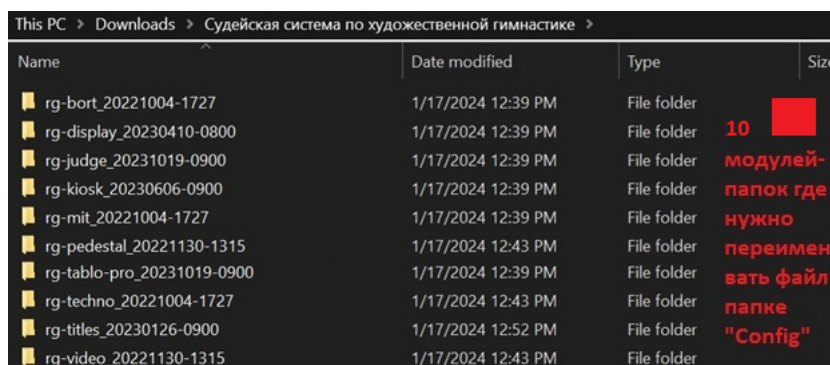 This PC > Downloads > Судейская система по художественной гимнастике >
Name Date modified Type Size
rg-bort_20221004-1727 1/17/2024 12:39 PM File folder
rg-display_20230410-0800 1/17/2024 12:39 PM File folder
rg-judge_20231019-0900 1/17/2024 12:39 PM File folder
rg-kiosk_20230606-0900 1/17/2024 12:39 PM File folder
rg-mit_20221004-1727 1/17/2024 12:39 PM File folder
rg-pedestal_20221130-1315 1/17/2024 12:43 PM File folder
rg-tablo-pro_20231019-0900 1/17/2024 12:39 PM File folder
rg-techno_20221004-1727 1/17/2024 12:43 PM File folder
rg-titles_20230126-0900 1/17/2024 12:52 PM File folder
rg-video_20221130-1315 1/17/2024 12:43 PM File folder
10
модулей-
папок где
нужно
переимен
вать файл
папке
"Config"